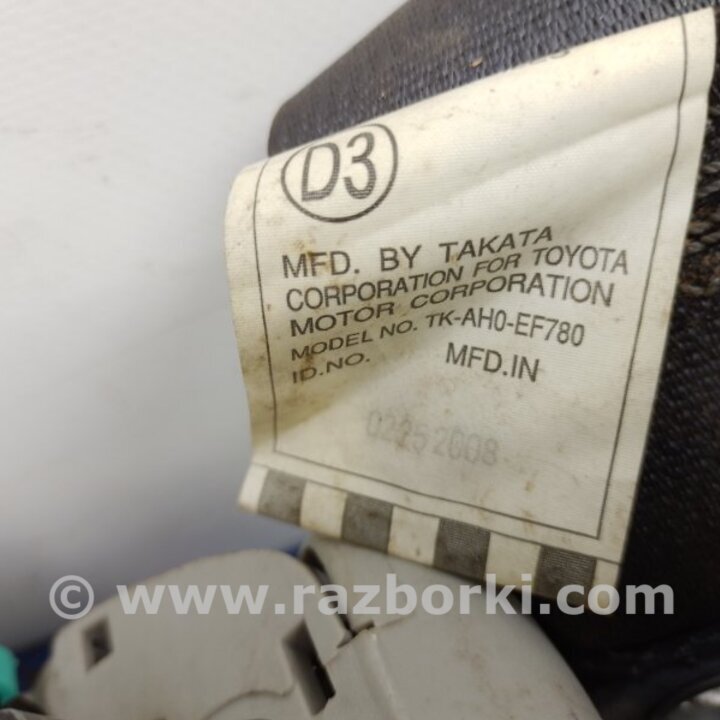 D3
MFD. BY TAKATA
CORPORATION FOR TOYOTA
MOTOR CORPORATION
MODEL NO. TK-AH0-EF780
ID.NO. MFD.IN
02252008
© www.razborki.com